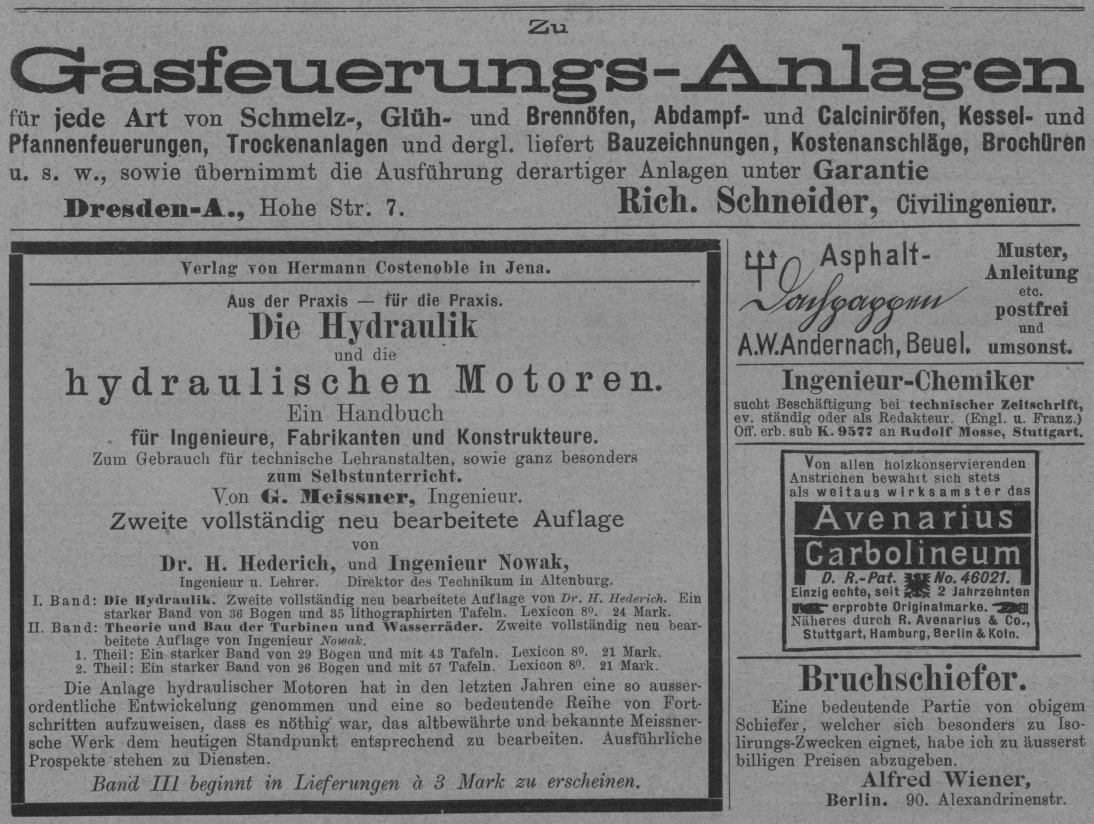 Zu
Gasfeuerungs-Anlagen
für jede Art von Schmelz-, Glüh- und Brennöfen, Abdampf- und Calciniröfen, Kessel- und
Pfannenfeuerungen, Trockenanlagen und dergl. liefert Bauzeichnungen, Kostenanschläge, Brochüren
u. s. w., sowie übernimmt die Ausführung derartiger Anlagen unter Garantie
Dresden-A., Hohe Str. 7. Rich. Schneider, Civilingenieur.
Verlag von Hermann Costenoble in Jena.
Aus der Praxis — für die Praxis.
Die Hydraulik
und die
hydraulischen Motoren.
Ein Handbuch
für Ingenieure, Fabrikanten und Konstrukteure.
Zum Gebrauch für technische Lehranstalten, sowie ganz besonders
zum Selbstunterricht.
Von G. Meissner, Ingenieur.
Zweite vollständig neu bearbeitete Auflage
von
Dr. H. Hederich, und Ingenieur Nowak,
Ingenieur u. Lehrer. Direktor des Technikum in Altenburg.
I. Band: Die Hydraulik. Zweite vollständig neu bearbeitete Auflage von Dr. H. Hederich. Ein
starker Band von 36 Bogen und 35 lithographirten Tafeln. Lexicon 8º. 24 Mark.
II. Band: Theorie und Bau der Turbinen und Wasserräder. Zweite vollständig neu bear-
beitete Auflage von Ingenieur Nowak.
1. Theil: Ein starker Band von 29 Bogen und mit 43 Tafeln. Lexicon 8º. 21 Mark.
2. Theil: Ein starker Band von 26 Bogen und mit 57 Tafeln. Lexicon 8º. 21 Mark.
Die Anlage hydraulischer Motoren hat in den letzten Jahren eine so ausser-
ordentliche Entwickelung genommen und eine so bedeutende Reihe von Fort-
schritten aufzuweisen, dass es nöthig war, das altbewährte und bekannte Meissner-
sche Werk dem heutigen Standpunkt entsprechend zu bearbeiten. Ausführliche
Prospekte stehen zu Diensten.
Band III beginnt in Lieferungen à 3 Mark zu erscheinen.
Asphalt-
Dachpappen
A.W.Andernach, Beuel.
Muster,
Anleitung
etc.
postfrei
und
umsonst.
Ingenieur-Chemiker
sucht Beschäftigung bei technischer Zeitschrift,
ev. ständig oder als Redakteur. (Engl. u. Franz.)
Off. erb. sub K. 9577 an Rudolf Mosse, Stuttgart.
Von allen holzkonservierenden
Anstrichen bewahrt sich stets
als weitaus wirksamster das
Avenarius
Carbolineum
D. R.-Pat. No. 46021.
Einzig echte, seit 2 Jahrzehnten
erprobte Originalmarke.
Näheres durch R. Avenarius & Co.,
Stuttgart, Hamburg, Berlin & Köln.
Bruchschiefer.
Eine bedeutende Partie von obigem
Schiefer, welcher sich besonders zu Iso-
lirungs-Zwecken eignet, habe ich zu äusserst
billigen Preisen abzugeben.
Alfred Wiener,
Berlin. 90. Alexandrinenstr.